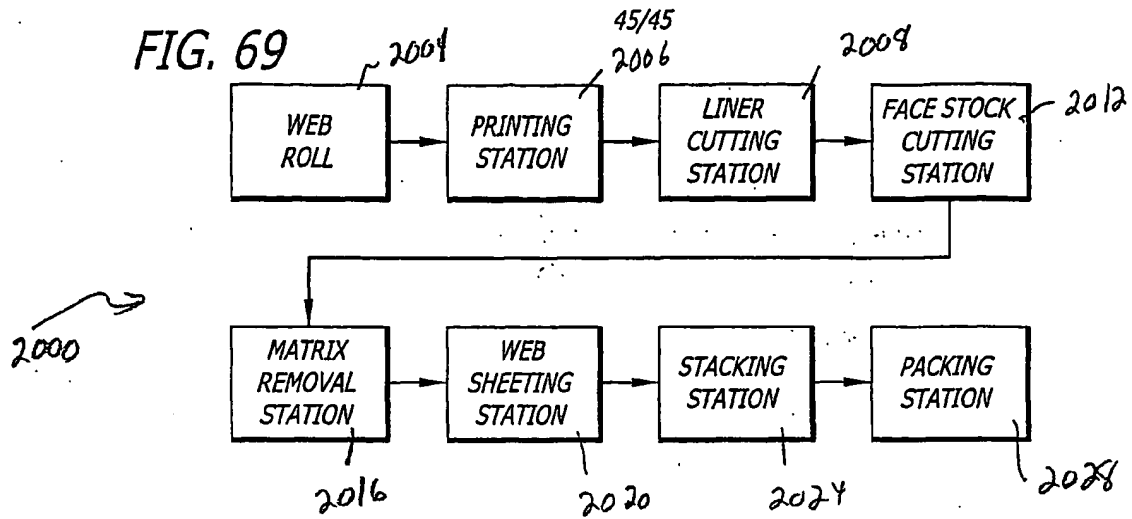 45/45
FIG. 69
2004
2006
2008
2012
WEB
ROLL
PRINTING
STATION
LINER
CUTTING
STATION
FACE STOCK
CUTTING
STATION
2000
MATRIX
REMOVAL
STATION
WEB
SHEETING
STATION
STACKING
STATION
PACKING
STATION
2016
2020
2024
2028